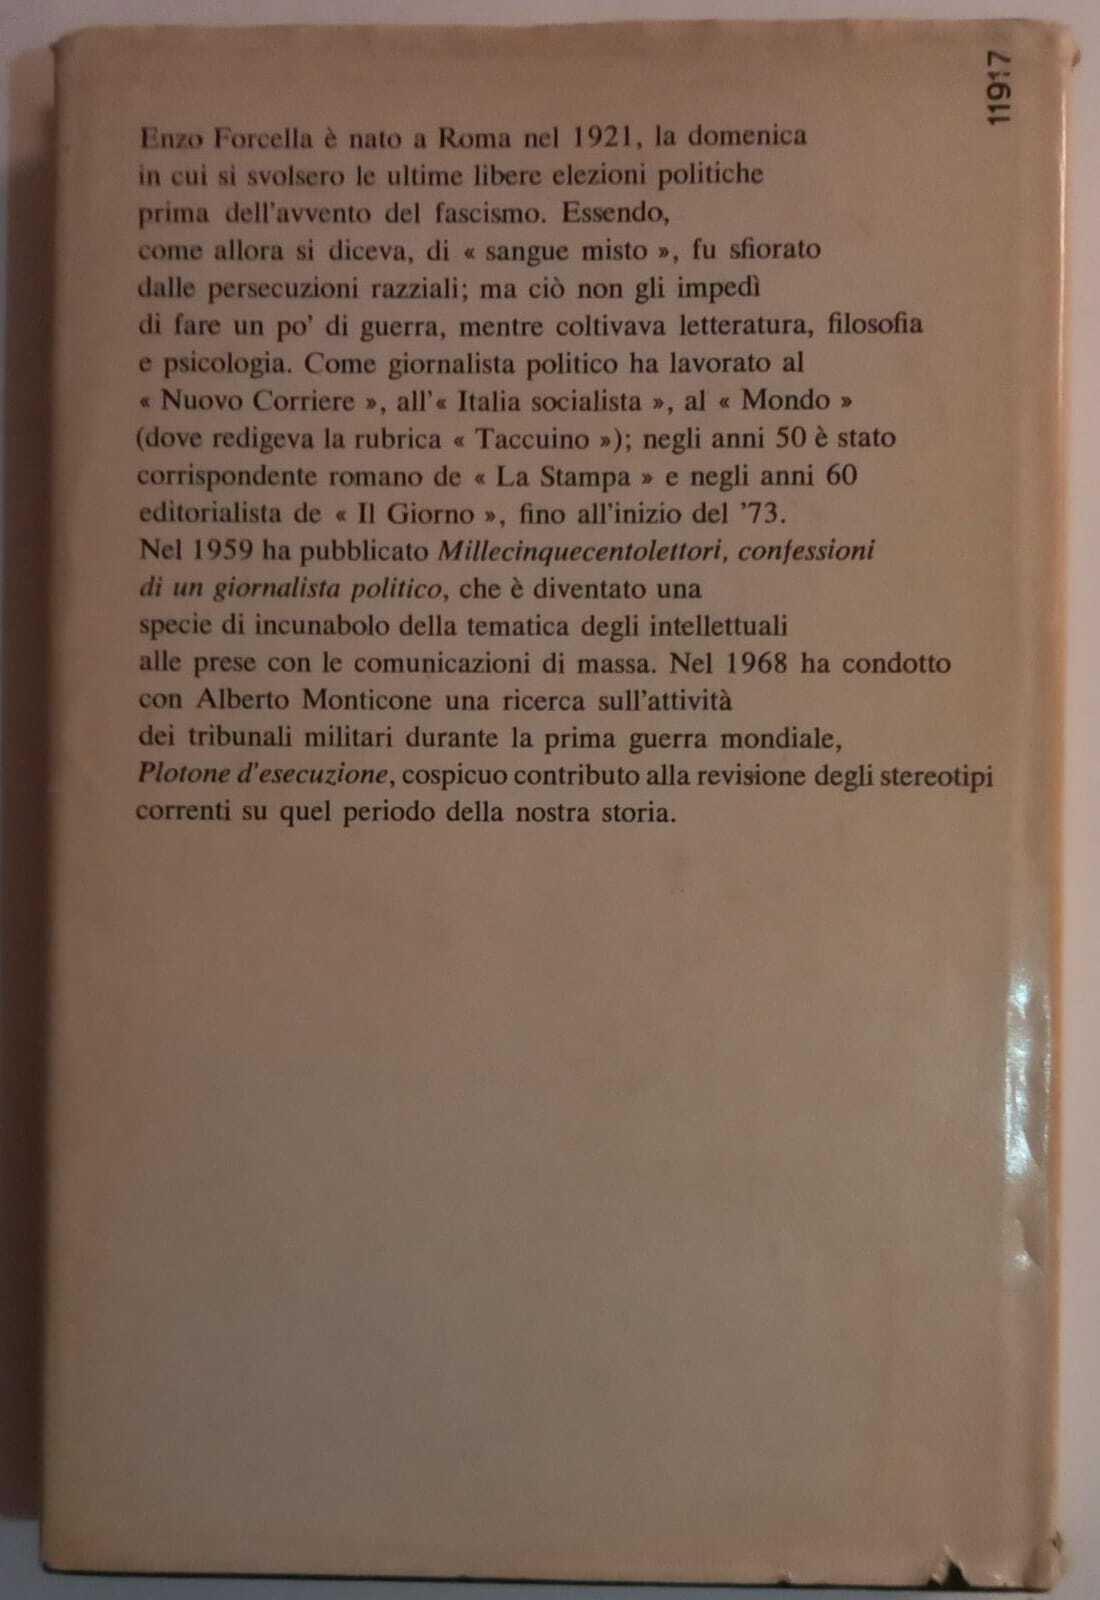 11917
Enzo Forcella è nato a Roma nel 1921, la domenica
in cui si svolsero le ultime libere elezioni politiche
prima dell'avvento del fascismo. Essendo,
come allora si diceva, di « sangue misto », fu sfiorato
dalle persecuzioni razziali; ma ciò non gli impedì
di fare un po' di guerra, mentre coltivava letteratura, filosofia
e psicologia. Come giornalista politico ha lavorato al
« Nuovo Corriere », all'« Italia socialista », al « Mondo »
(dove redigeva la rubrica « Taccuino »); negli anni 50 è stato
corrispondente romano de « La Stampa » e negli anni 60
editorialista de « Il Giorno », fino all'inizio del '73.
Nel 1959 ha pubblicato Millecinquecentolettori, confessioni
di un giornalista politico, che è diventato una
specie di incunabolo della tematica degli intellettuali
alle prese con le comunicazioni di massa. Nel 1968 ha condotto
con Alberto Monticone una ricerca sull'attività
dei tribunali militari durante la prima guerra mondiale,
Plotone d'esecuzione, cospicuo contributo alla revisione degli stereotipi
correnti su quel periodo della nostra storia.